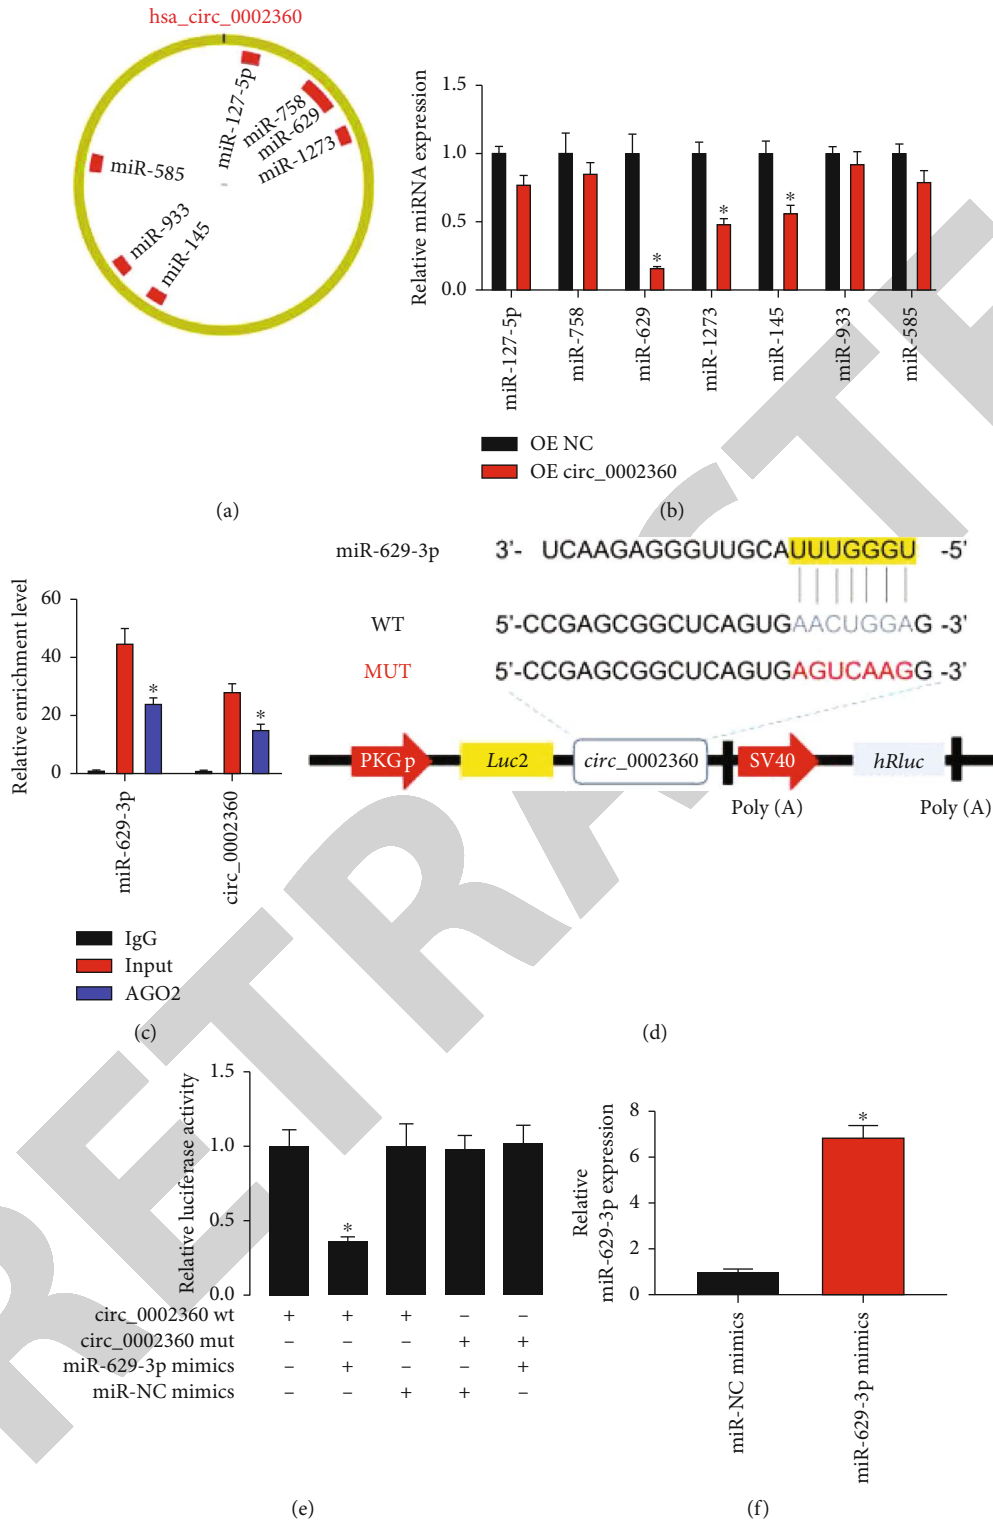 hsa_circ_0002360
miR-127-5p
miR-758
miR-629
miR-1273
miR-585
miR-933
miR-145
(a)
Relative miRNA expression
1.5
1.0
0.5
0.0
* * *
miR-127-5p
miR-758
miR-629
miR-1273
miR-145
miR-933
miR-585
OE NC
OE circ_0002360
(b)
Relative enrichment level
60
40
20
0
* *
miR-629-3p
circ_0002360
IgG
Input
AGO2
(c)
miR-629-3p 3'- UCAAGAGGGUUGCAUUUGGGU -5'
WT 5'-CCGAGCGGCUCAGUGAACUGGAG -3'
MUT 5'-CCGAGCGGCUCAGUGAGUCAAGG -3'
PKG p Luc2 circ_0002360 SV40 hRluc
Poly (A) Poly (A)
(d)
Relative luciferase activity
1.5
1.0
0.5
0.0
*
circ_0002360 wt + + + – –
circ_0002360 mut – – – + +
miR-629-3p mimics – + – – +
miR-NC mimics – – + + –
(e)
Relative
miR-629-3p expression
8
6
4
2
0
*
miR-NC mimics
miR-629-3p mimics
(f)
RETRACTE